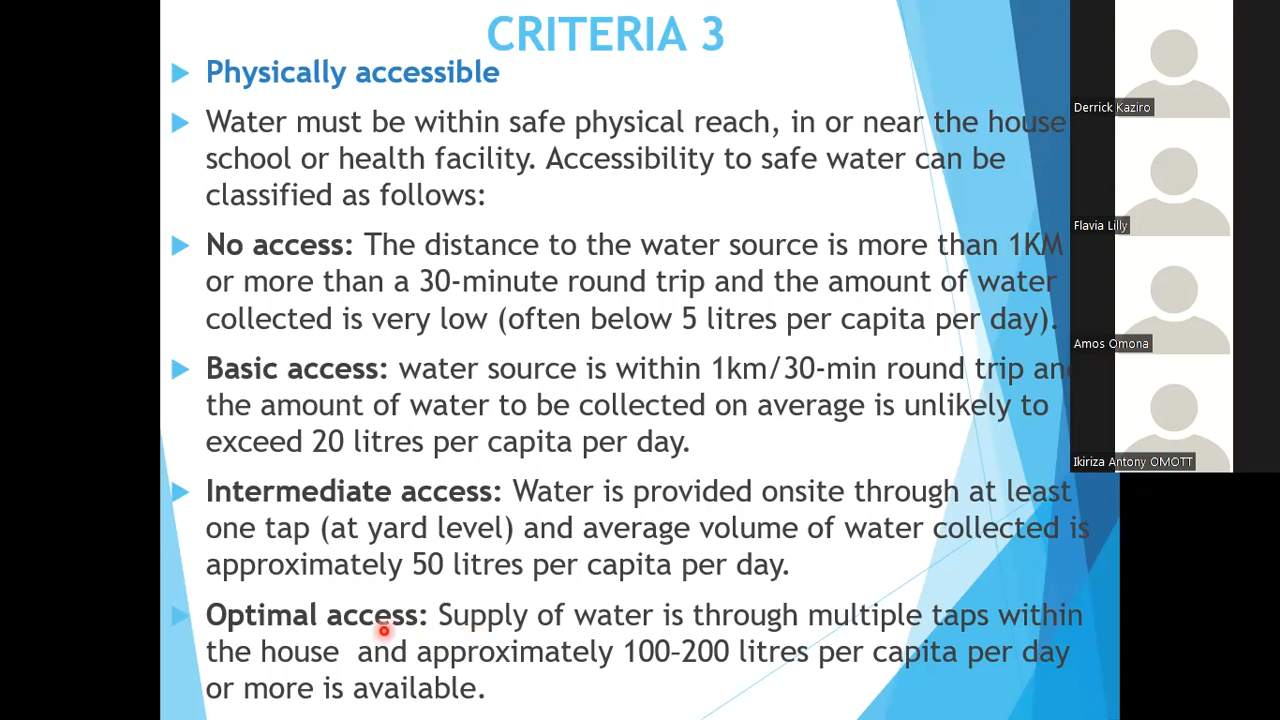 CRITERIA 3
Physically accessible
Water must be within safe physical reach, in or near the house
school or health facility. Accessibility to safe water can be
classified as follows:
No access: The distance to the water source is more than 1KM
or more than a 30-minute round trip and the amount of water
collected is very low (often below 5 litres per capita per day).
Basic access: water source is within 1km/30-min round trip and
the amount of water to be collected on average is unlikely to
exceed 20 litres per capita per day.
Intermediate access: Water is provided onsite through at least
one tap (at yard level) and average volume of water collected is
approximately 50 litres per capita per day.
Optimal access: Supply of water is through multiple taps within
the house and approximately 100-200 litres per capita per day
or more is available.
Derrick Kaziro
Flavia Lilly
Amos Omona
Ikiriza Antony OMOTT